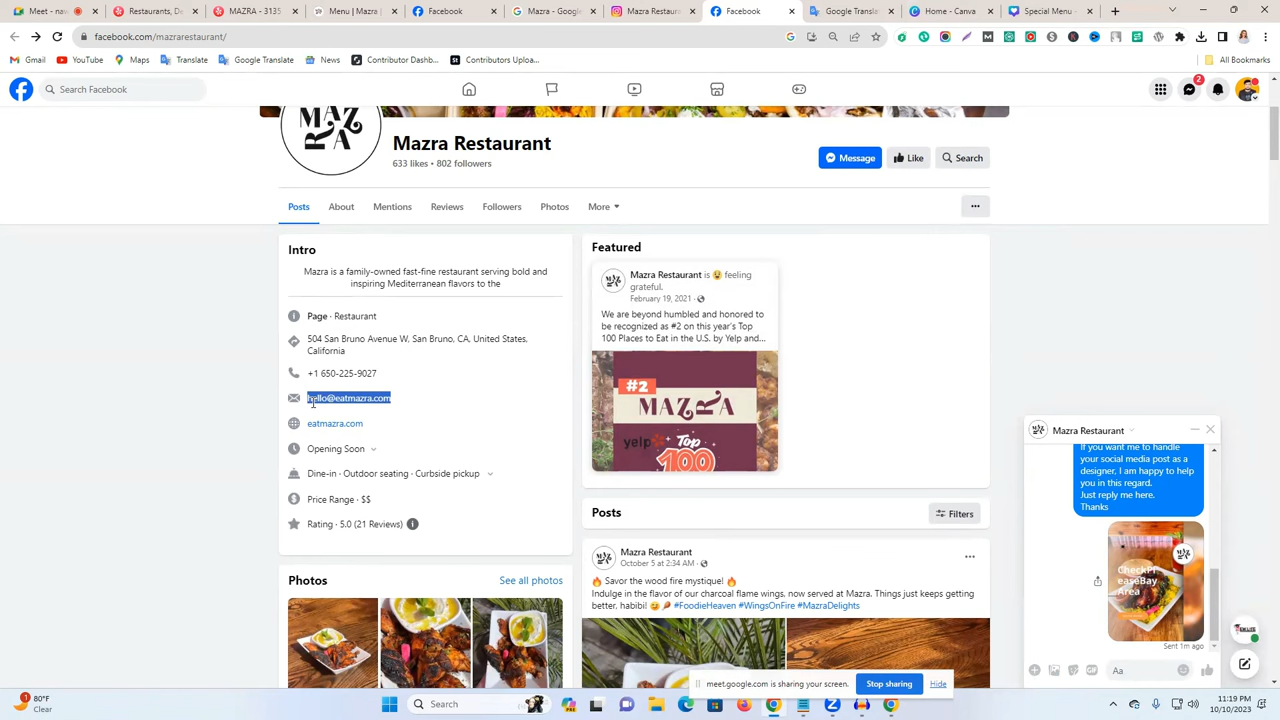 Meet -
Restaurants, De
MAZRA - 3135
Menu | Mazra
Facebook
Mazra - Google
Mazra Restaura
Facebook
Google Translat
Home - Canva
Special Menu -
facebook.com/mazrarestaurant/
Gmail
YouTube
Maps
Translate
Google Translate
News
Contributor Dashb...
Contributors Uploa...
All Bookmarks
Search Facebook
2
MAZ
RA
Mazra Restaurant
633 likes • 802 followers
Message
Like
Search
Posts
About
Mentions
Reviews
Followers
Photos
More
Intro
Mazra is a family-owned fast-fine restaurant serving bold and
inspiring Mediterranean flavors to the
Page · Restaurant
504 San Bruno Avenue W, San Bruno, CA, United States,
California
+1 650-225-9027
hello@eatmazra.com
eatmazra.com
Opening Soon
Dine-in · Outdoor seating · Curbside pickup
Price Range · $$
Rating · 5.0 (21 Reviews)
Photos
See all photos
Featured
Mazra Restaurant is 😉 feeling
grateful.
February 19, 2021 ·
We are beyond humbled and honored to
be recognized as #2 on this year's Top
100 Places to Eat in the U.S. by Yelp and...
#2
MAZRA
yelp
Top
100
Posts
Filters
Mazra Restaurant
October 5 at 2:34 AM ·
🔥 Savor the wood fire mystique! 🔥
Indulge in the flavor of our charcoal flame wings, now served at Mazra. Things just keeps getting
better, habibi! 😉 🍗 #FoodieHeaven #WingsOnFire #MazraDelights
Mazra Restaurant
If you want me to handle
your social media post as a
designer, I am happy to help
you in this regard.
Just reply me here.
Thanks
CheckPl
easeBay
Area
Sent 1m ago
Aa
meet.google.com is sharing your screen.
Stop sharing
Hide
80°F
Clear
Search
11:19 PM
10/10/2023